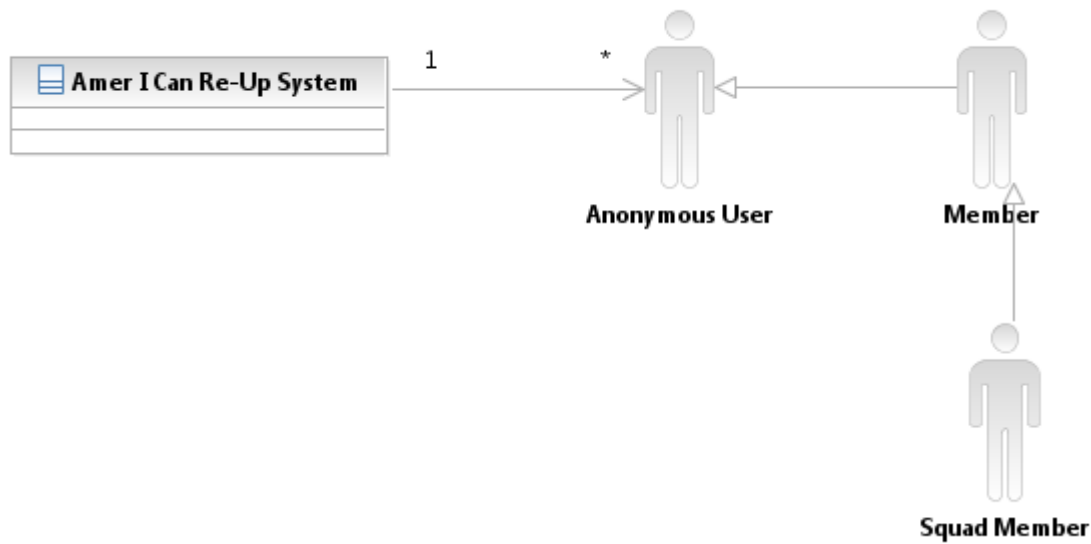 1
*
Amer I Can Re-Up System
Anonymous User
Member
Squad Member